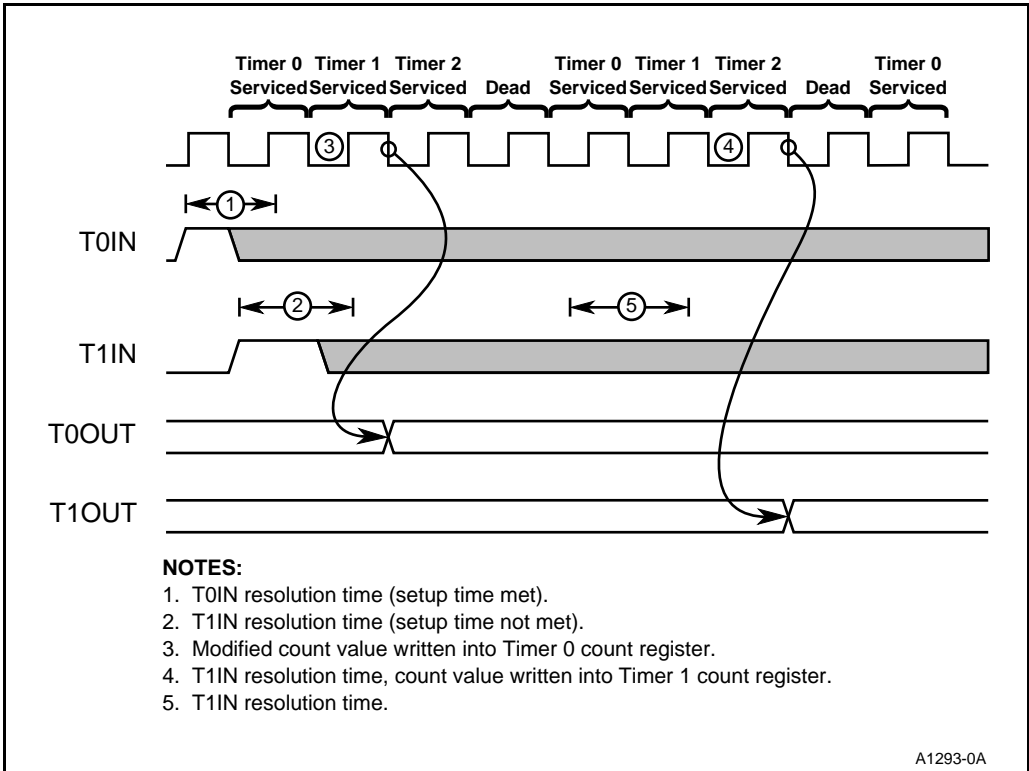 Timer 0 Timer 1 Timer 2 Timer 0 Timer 1 Timer 2 Timer 0
Serviced Serviced Serviced Dead Serviced Serviced Serviced Dead Serviced
3 4
1
T0IN
2 5
T1IN
T0OUT
T1OUT
NOTES:
1. T0IN resolution time (setup time met).
2. T1IN resolution time (setup time not met).
3. Modified count value written into Timer 0 count register.
4. T1IN resolution time, count value written into Timer 1 count register.
5. T1IN resolution time.
A1293-0A